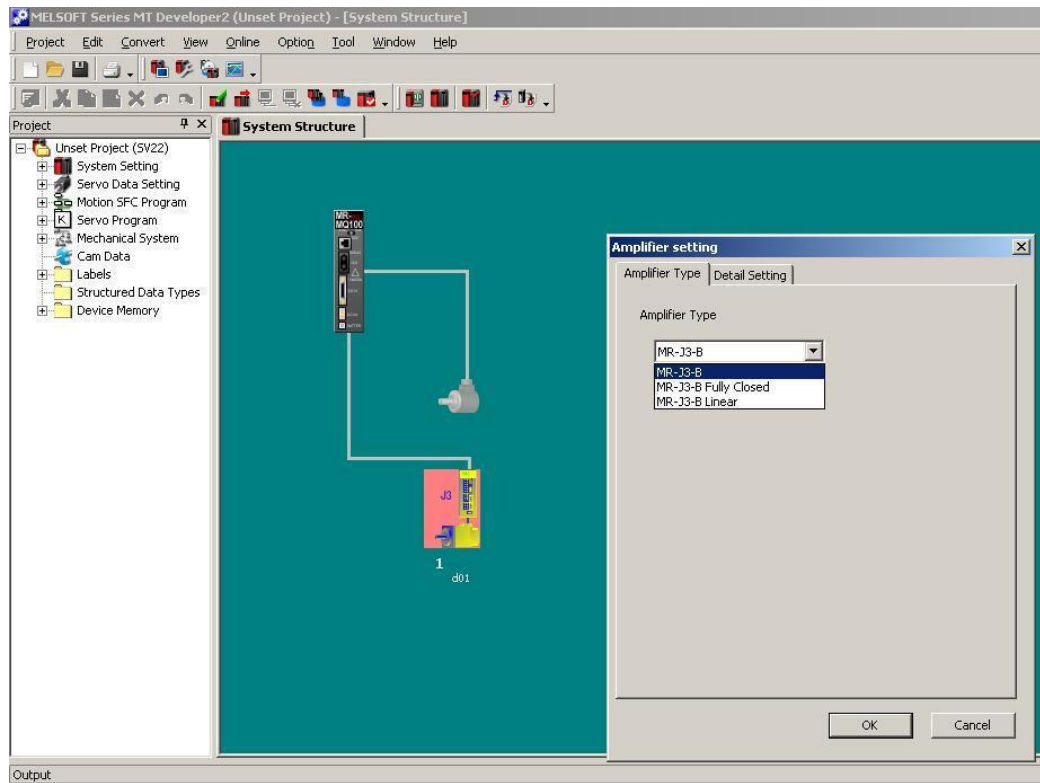 MELSOFT Series MT Developer2 (Unset Project) - [System Structure]
Project Edit Convert View Online Option Tool Window Help
Project
System Structure
Unset Project (SV22)
System Setting
Servo Data Setting
Motion SFC Program
K Servo Program
Mechanical System
Cam Data
Labels
Structured Data Types
Device Memory
MR-
MQ100
J3
1
d01
Amplifier setting
Amplifier Type Detail Setting
Amplifier Type
MR-J3-B
MR-J3-B
MR-J3-B Fully Closed
MR-J3-B Linear
OK Cancel
Output